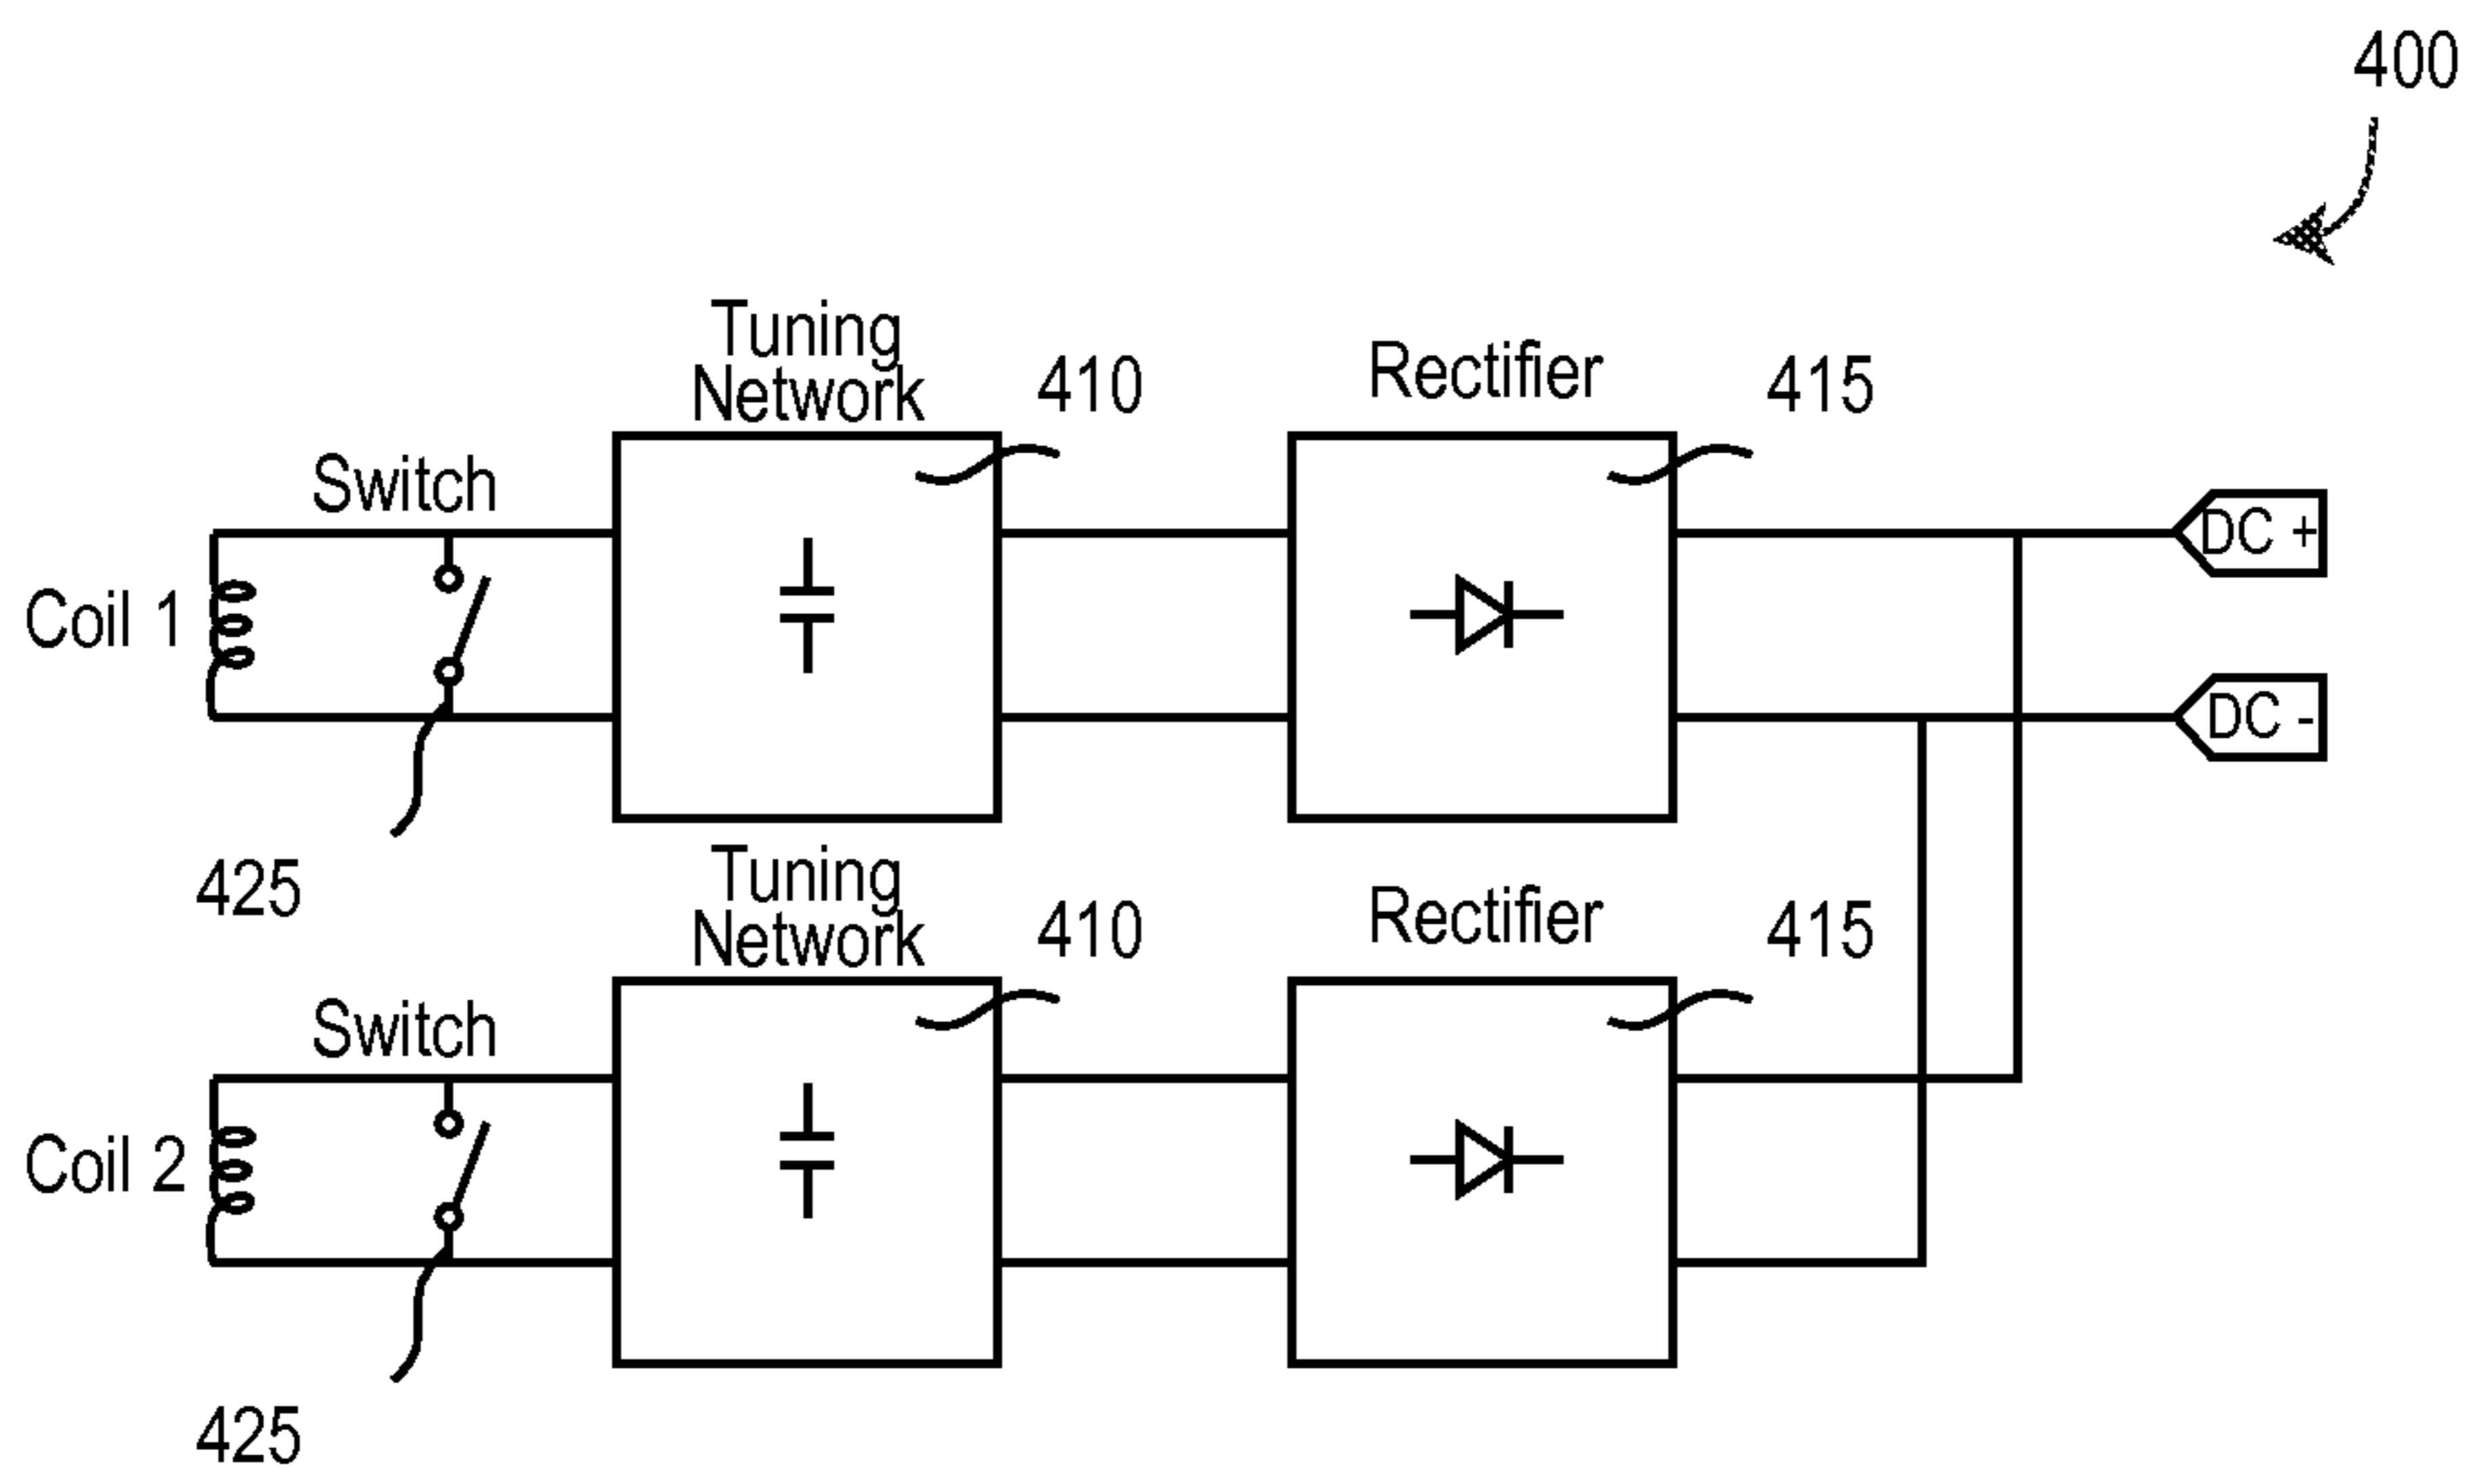 400
Tuning
Network
410
Rectifier
415
Switch
DC +
Coil 1
DC -
425
Tuning
Network
410
Rectifier
415
Switch
Coil 2
425